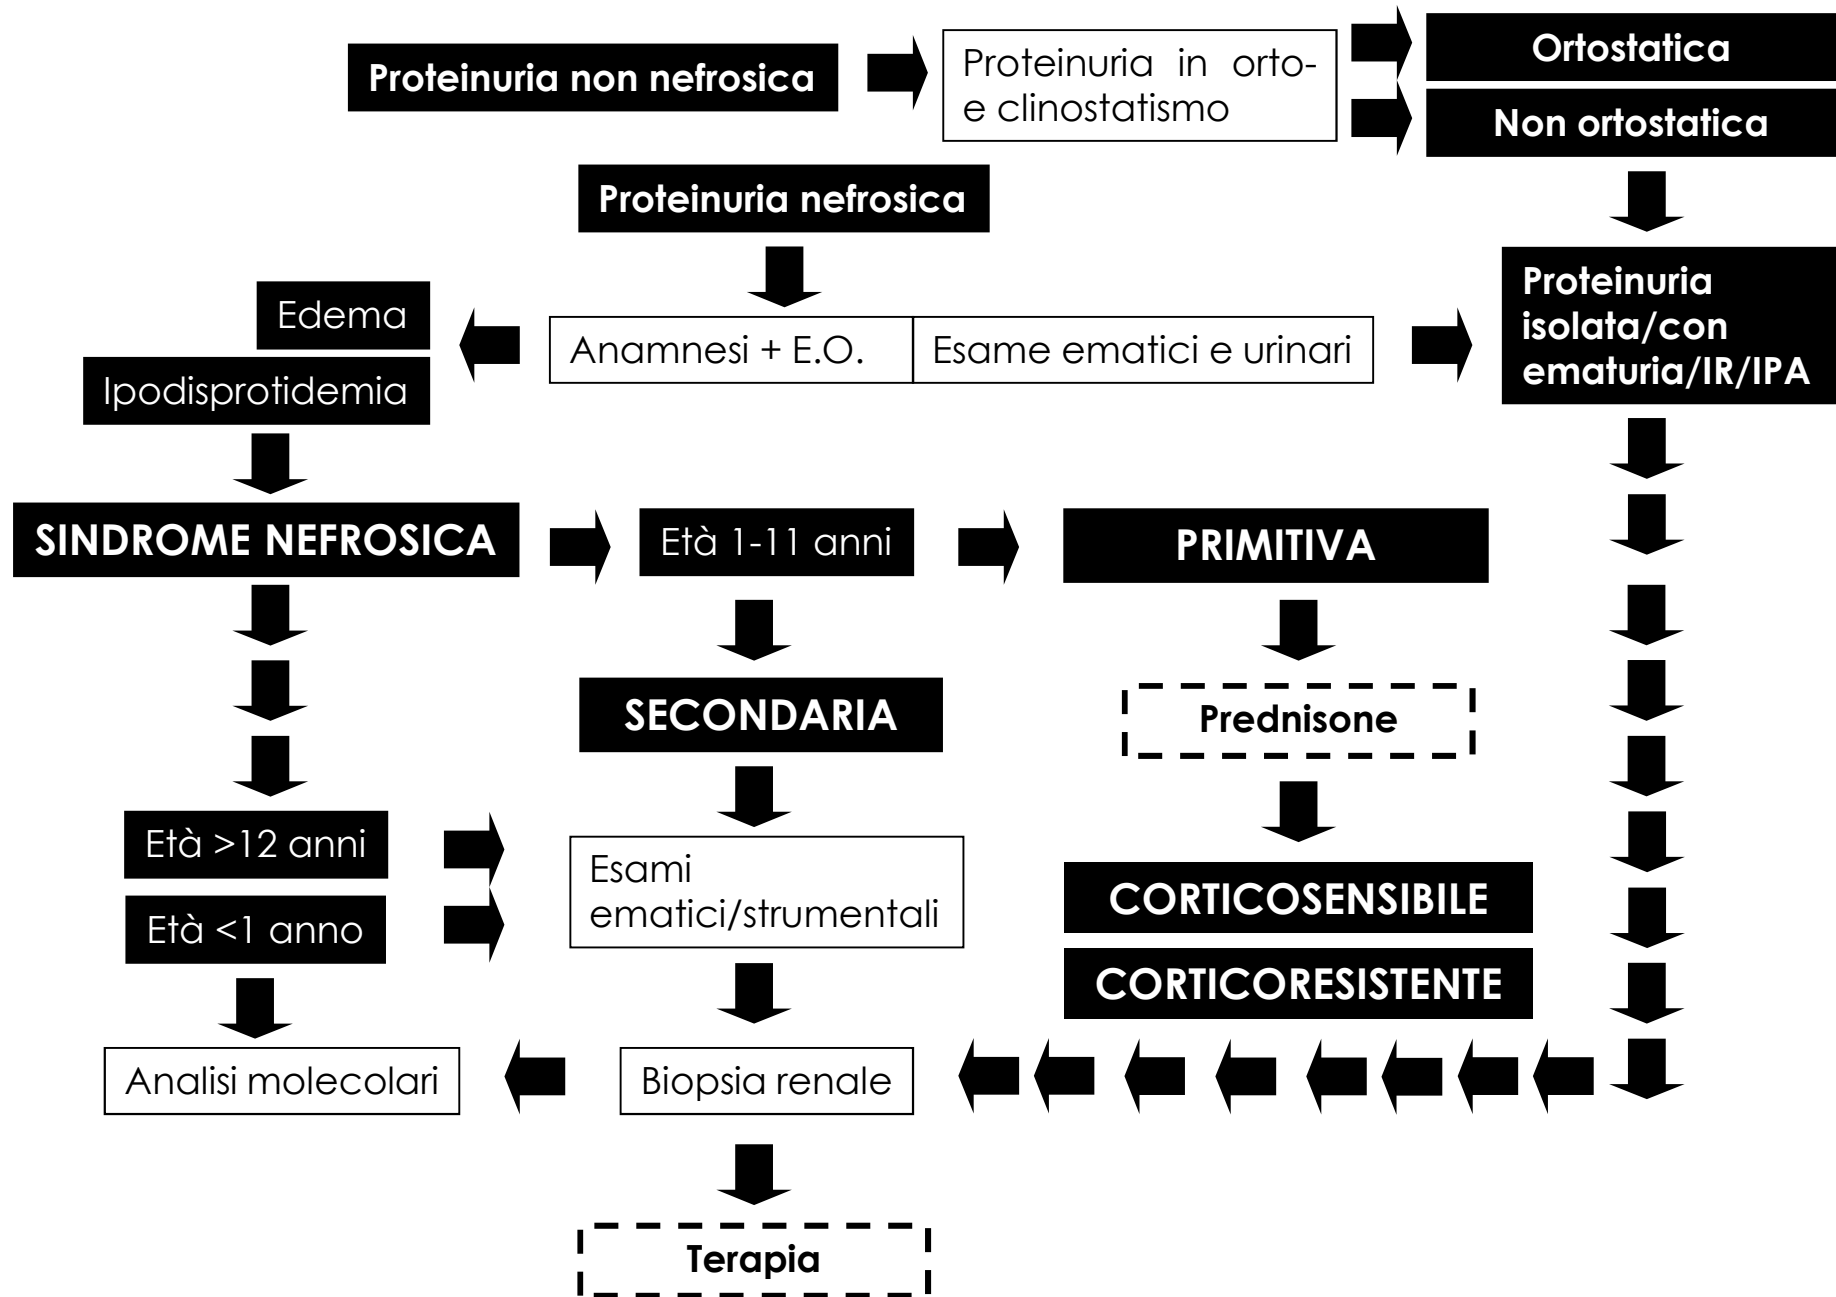 Proteinuria non nefrosica
Proteinuria in orto-
e clinostatismo
Ortostatica
Non ortostatica
Proteinuria nefrosica
Edema
Ipodisprotidemia
Anamnesi + E.O.
Esame ematici e urinari
Proteinuria
isolata/con
ematuria/IR/IPA
SINDROME NEFROSICA
Età 1-11 anni
PRIMITIVA
SECONDARIA
Prednisone
Età >12 anni
Età <1 anno
Esami
ematici/strumentali
CORTICOSENSIBILE
CORTICORESISTENTE
Analisi molecolari
Biopsia renale
Terapia